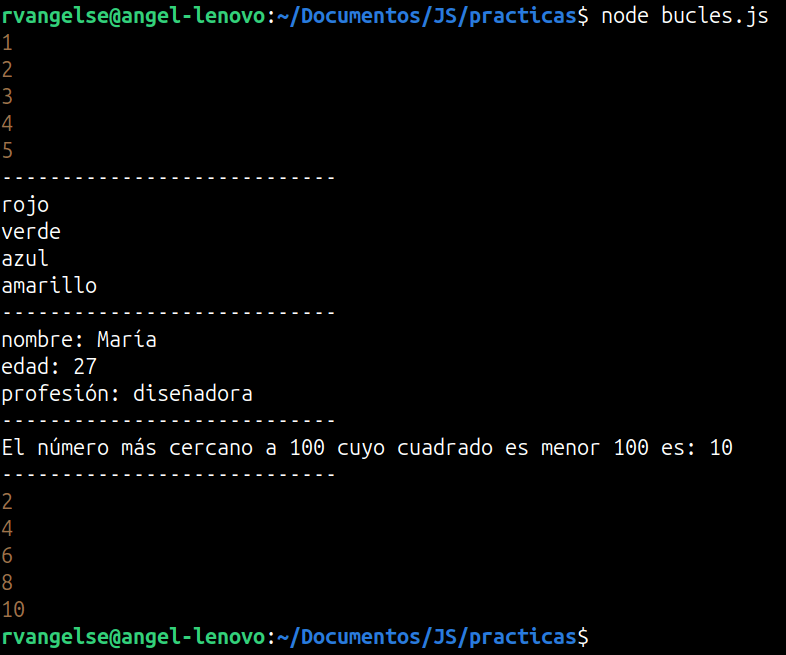 rvangelse@angel-lenovo:~/Documentos/JS/practicas$ node bucles.js
1
2
3
4
5
----------------------------
rojo
verde
azul
amarillo
----------------------------
nombre: María
edad: 27
profesión: diseñadora
----------------------------
El número más cercano a 100 cuyo cuadrado es menor 100 es: 10
----------------------------
2
4
6
8
10
rvangelse@angel-lenovo:~/Documentos/JS/practicas$